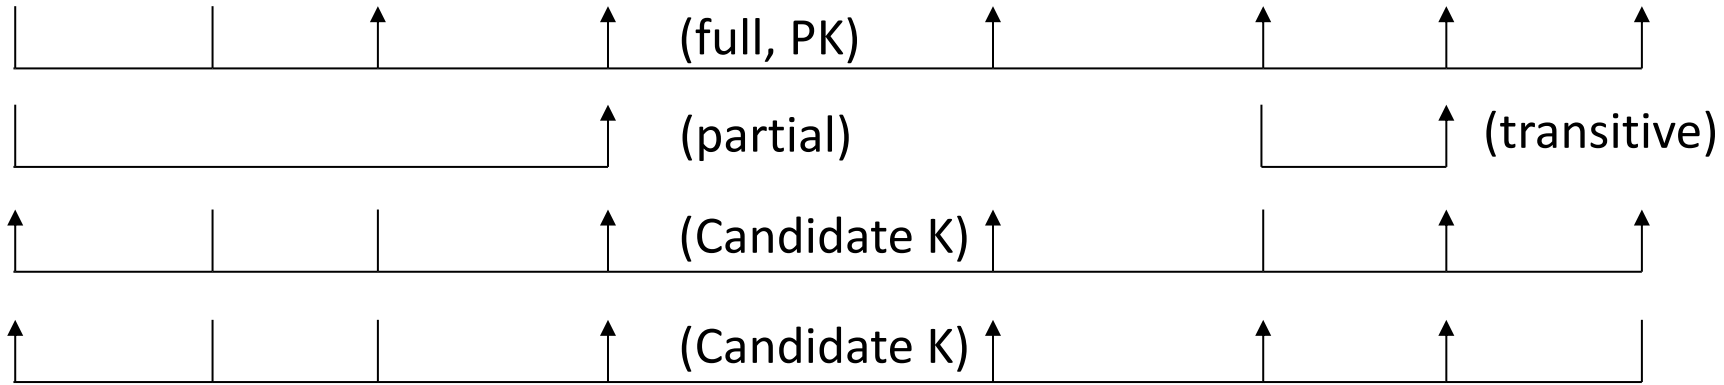 (full, PK)
(partial)
(transitive)
(Candidate K)
(Candidate K)